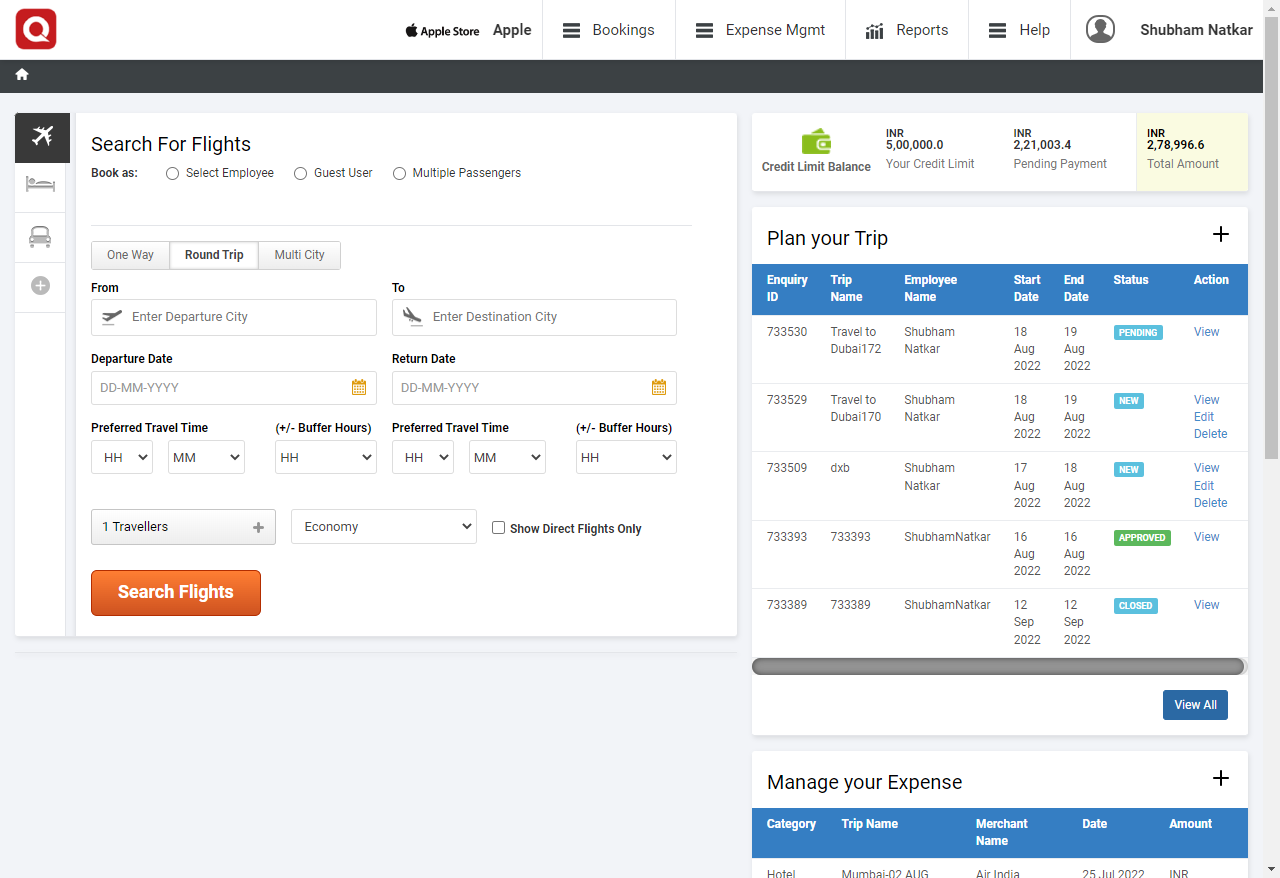 Apple Store Apple Bookings Expense Mgmt Reports Help Shubham Natkar
Search For Flights
Book as: Select Employee Guest User Multiple Passengers
One Way Round Trip Multi City
From To
Enter Departure City Enter Destination City
Departure Date Return Date
DD-MM-YYYY DD-MM-YYYY
Preferred Travel Time (+/- Buffer Hours) Preferred Travel Time (+/- Buffer Hours)
HH MM HH HH MM HH
1 Travellers Economy Show Direct Flights Only
Search Flights
Credit Limit Balance
INR
5,00,000.0
Your Credit Limit
INR
2,21,003.4
Pending Payment
INR
2,78,996.6
Total Amount
Plan your Trip
Enquiry Trip Employee Start End Status Action
ID Name Name Date Date
733530 Travel to Shubham 18 19 PENDING View
Dubai172 Natkar Aug Aug
2022 2022
733529 Travel to Shubham 18 19 NEW View
Dubai170 Natkar Aug Aug Edit
2022 2022 Delete
733509 dxb Shubham 17 18 NEW View
Natkar Aug Aug Edit
2022 2022 Delete
733393 733393 ShubhamNatkar 16 16 APPROVED View
Aug Aug
2022 2022
733389 733389 ShubhamNatkar 12 12 CLOSED View
Sep Sep
2022 2022
View All
Manage your Expense
Category Trip Name Merchant Date Amount
Name
Hotel Mumbai-02 AUG Air India 25 Jul 2022 INR